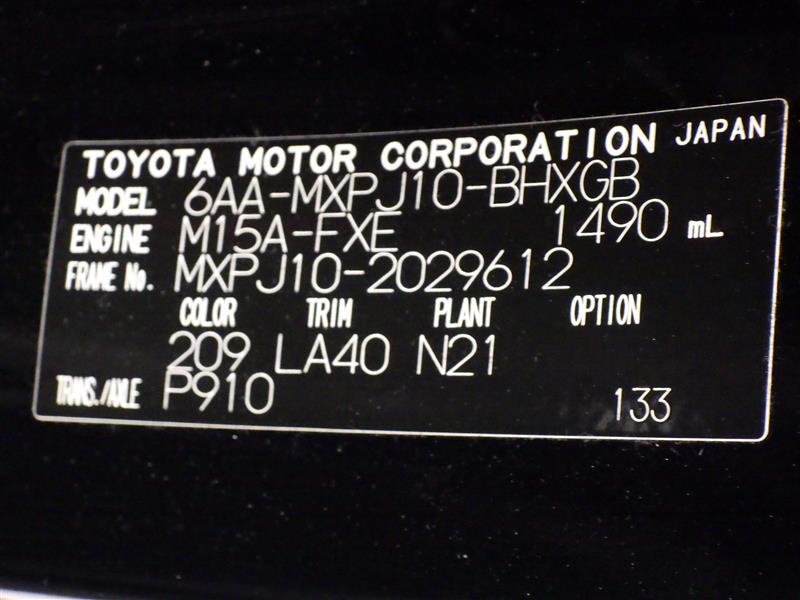 TOYOTA MOTOR CORPORATION JAPAN
MODEL 6AA-MXPJ10-BHXGB
ENGINE M15A-FXE 1490 mL
FRAME No. MXPJ10-2029612
COLOR TRIM PLANT OPTION
209 LA40 N21
TRANS./AXLE P910 133